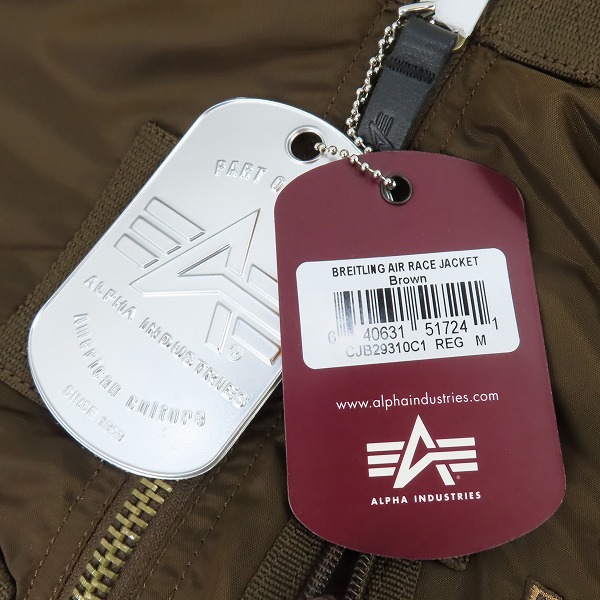 PART O
ALPHA INDUSTRIES
®
American Culture
SINCE 1959
BREITLING AIR RACE JACKET
Brown
0 40631 51724 1
CJB29310C1 REG M
www.alphaindustries.com
ALPHA INDUSTRIES